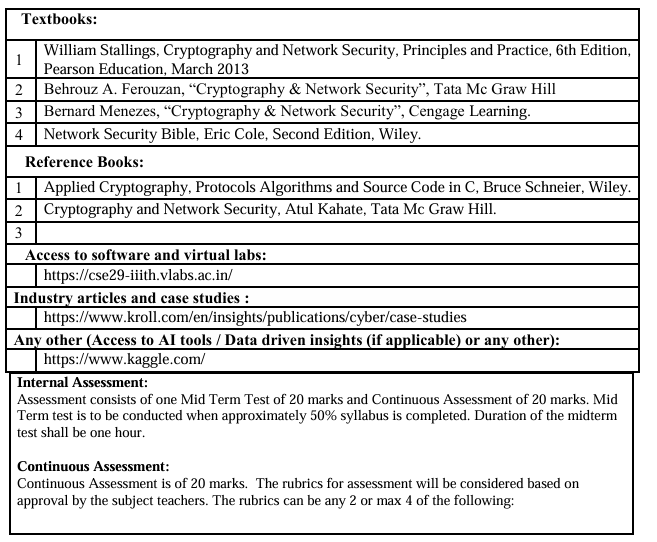 Textbooks:
1 William Stallings, Cryptography and Network Security, Principles and Practice, 6th Edition,
Pearson Education, March 2013
2 Behrouz A. Ferouzan, “Cryptography & Network Security”, Tata Mc Graw Hill
3 Bernard Menezes, “Cryptography & Network Security”, Cengage Learning.
4 Network Security Bible, Eric Cole, Second Edition, Wiley.
Reference Books:
1 Applied Cryptography, Protocols Algorithms and Source Code in C, Bruce Schneier, Wiley.
2 Cryptography and Network Security, Atul Kahate, Tata Mc Graw Hill.
3
Access to software and virtual labs:
https://cse29-iiith.vlabs.ac.in/
Industry articles and case studies :
https://www.kroll.com/en/insights/publications/cyber/case-studies
Any other (Access to AI tools / Data driven insights (if applicable) or any other):
https://www.kaggle.com/
Internal Assessment:
Assessment consists of one Mid Term Test of 20 marks and Continuous Assessment of 20 marks. Mid
Term test is to be conducted when approximately 50% syllabus is completed. Duration of the midterm
test shall be one hour.
Continuous Assessment:
Continuous Assessment is of 20 marks. The rubrics for assessment will be considered based on
approval by the subject teachers. The rubrics can be any 2 or max 4 of the following: